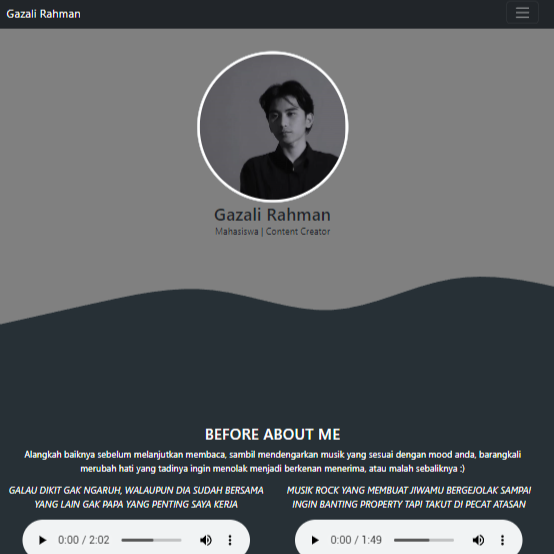 Gazali Rahman
Gazali Rahman
Mahasiswa | Content Creator
BEFORE ABOUT ME
Alangkah baiknya sebelum melanjutkan membaca, sambil mendengarkan musik yang sesuai dengan mood anda, barangkali
merubah hati yang tadinya ingin menolak menjadi berkenan menerima, atau malah sebaliknya :)
GALAU DIKIT GAK NGARUH, WALAUPUN DIA SUDAH BERSAMA
YANG LAIN GAK PAPA YANG PENTING SAYA KERJA
MUSIK ROCK YANG MEMBUAT JIWAMU BERGEJOLAK SAMPAI
INGIN BANTING PROPERTY TAPI TAKUT DI PECAT ATASAN
0:00 / 2:02
0:00 / 1:49